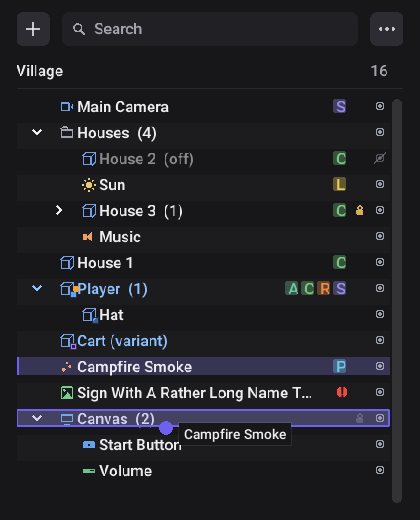 Search
Village 16
Main Camera S
Houses (4)
House 2 (off) C
Sun L
House 3 (1) C
Music
House 1 C
Player (1) A C R S
Hat
Cart (variant)
Campfire Smoke P
Sign With A Rather Long Name T...
Canvas (2)
Campfire Smoke
Start Button
Volume